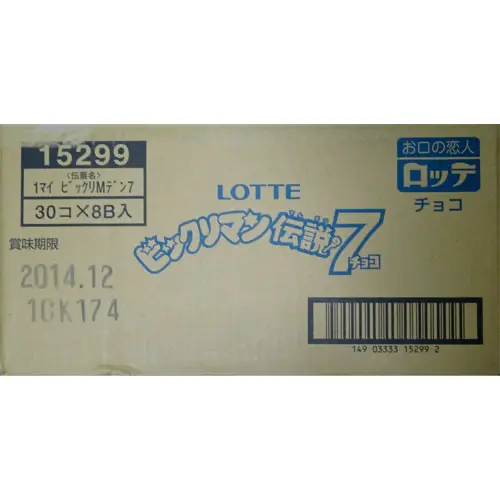 15299
(伝票名)
1マイ ビックリMデン7
30コ×8B入
賞味期限
2014.12
1CK174
LOTTE
ビックリマン伝説7
チョコ
お口の恋人
ロッテ
チョコ
149 03333 15299 2